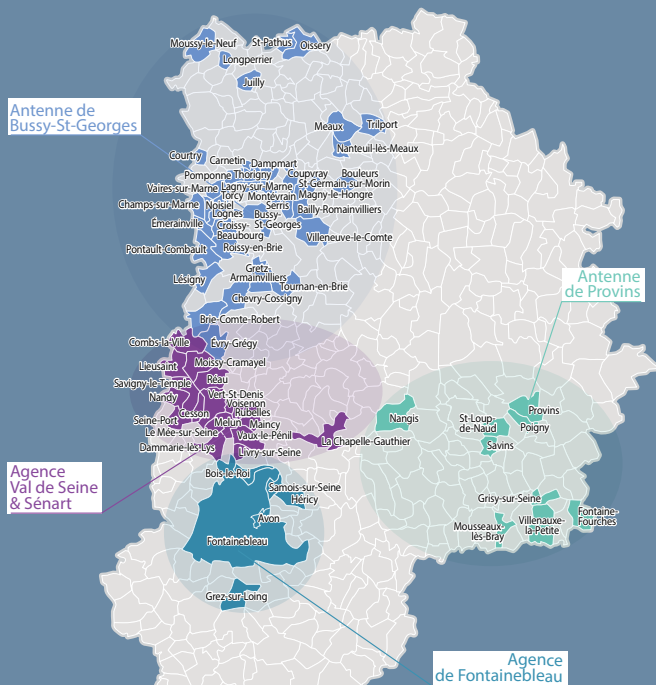 Moussy-le-Neuf
St-Pathus
Oissery
Longperrier
Juilly
Antenne de
Bussy-St-Georges
Meaux
Trilport
Nanteuil-lès-Meaux
Courtry
Carnetin
Dampmart
Pomponne
Thorigny
Coupvray
Bouleurs
Vaires-sur-Marne
Lagny-sur-Marne
St-Germain-sur-Morin
Torcy
Montévrain
Magny-le-Hongre
Champs-sur-Marne
Noisiel
Serris
Bailly-Romainvilliers
Lognes
Bussy-
St-Georges
Émerainville
Croissy-
Beaubourg
Villeneuve-le-Comte
Pontault-Combault
Roissy-en-Brie
Lésigny
Gretz
Armainvilliers
Tournan-en-Brie
Chevry-Cossigny
Antenne
de Provins
Brie-Comte-Robert
Combs-la-Ville
Évry-Grégy
Lieusaint
Moissy-Cramayel
Savigny-le-Temple
Réau
Nandy
Vert-St-Denis
Voisenon
Cesson
Rubelles
Seine-Port
Melun
Maincy
Le Mée-sur-Seine
Vaux-le-Pénil
Dammarie-lès-Lys
Livry-sur-Seine
La Chapelle-Gauthier
Nangis
St-Loup-
de-Naud
Provins
Poigny
Savins
Agence
Val de Seine
& Sénart
Bois-le-Roi
Samois-sur-Seine
Héricy
Avon
Fontainebleau
Grez-sur-Loing
Grisy-sur-Seine
Mousseaux-
lès-Bray
Villenauxe-
la-Petite
Fontaine-
Fourches
Agence
de Fontainebleau